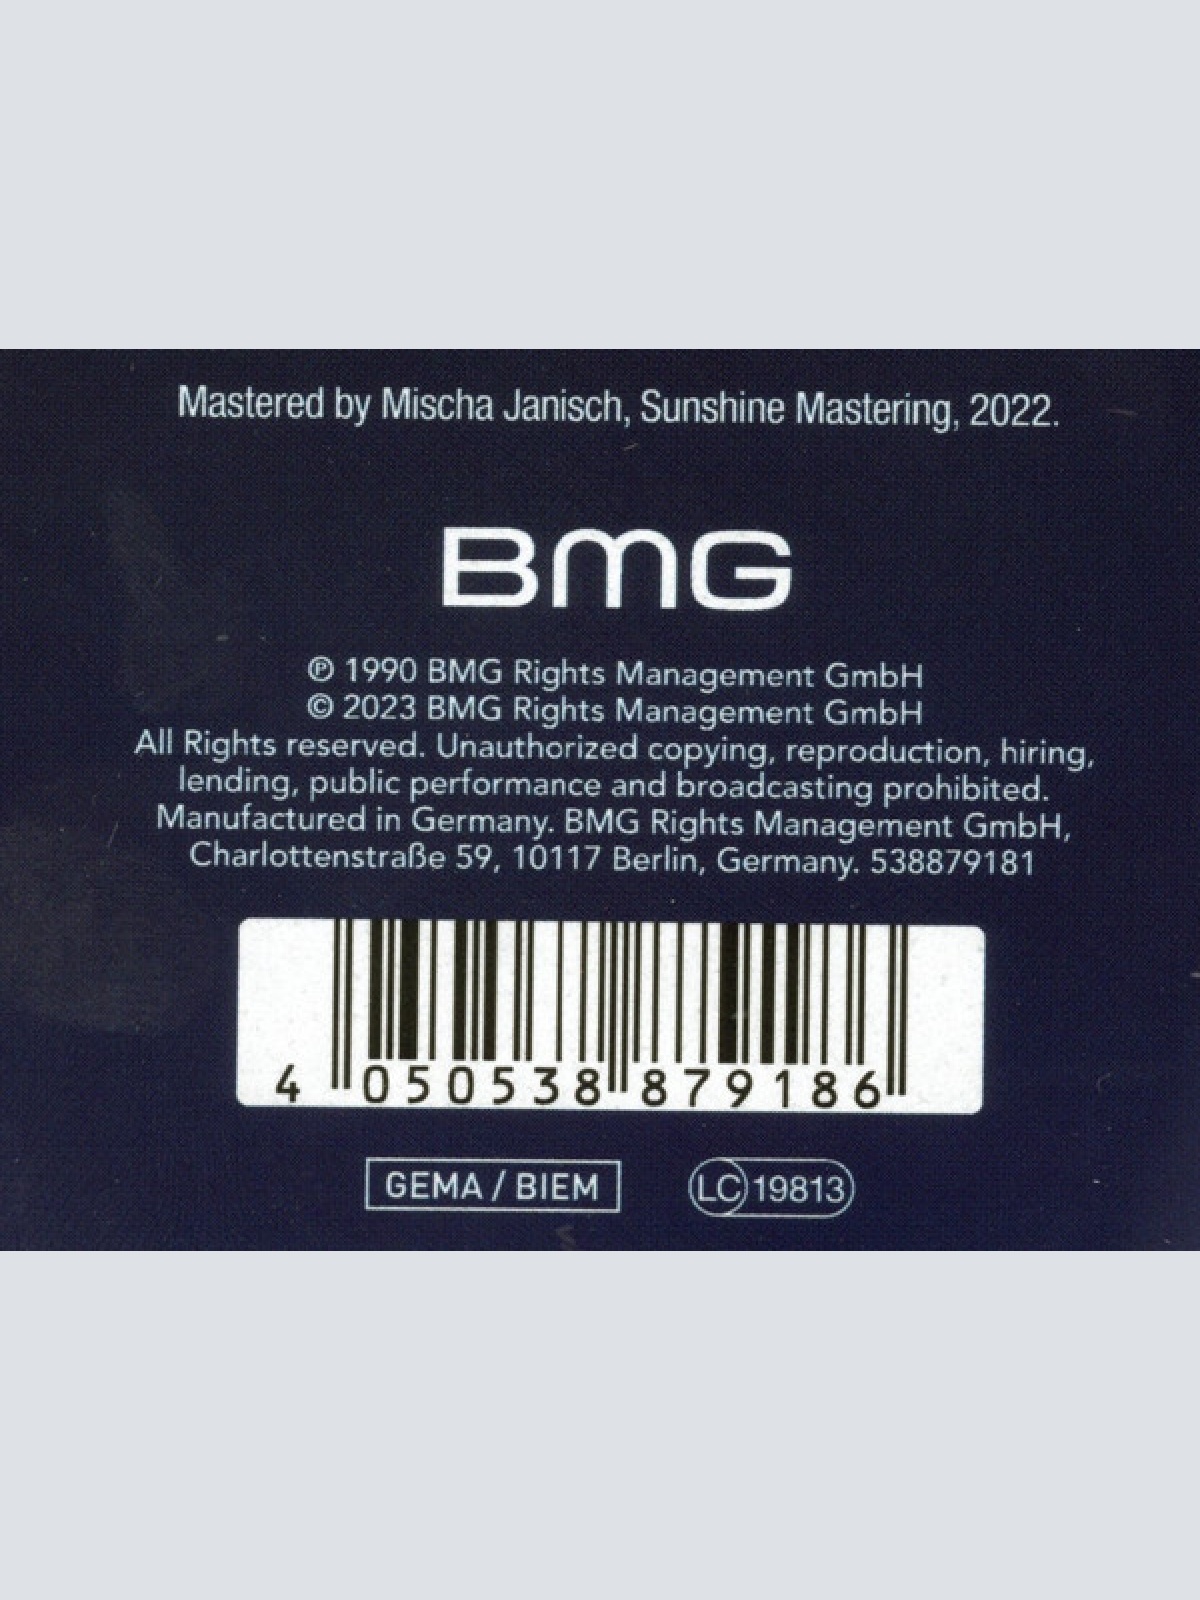 Mastered by Mischa Janisch, Sunshine Mastering, 2022.
BMG
℗ 1990 BMG Rights Management GmbH
© 2023 BMG Rights Management GmbH
All Rights reserved. Unauthorized copying, reproduction, hiring,
lending, public performance and broadcasting prohibited.
Manufactured in Germany. BMG Rights Management GmbH,
Charlottenstraße 59, 10117 Berlin, Germany. 538879181
4 050538 879186
GEMA / BIEM
LC 19813